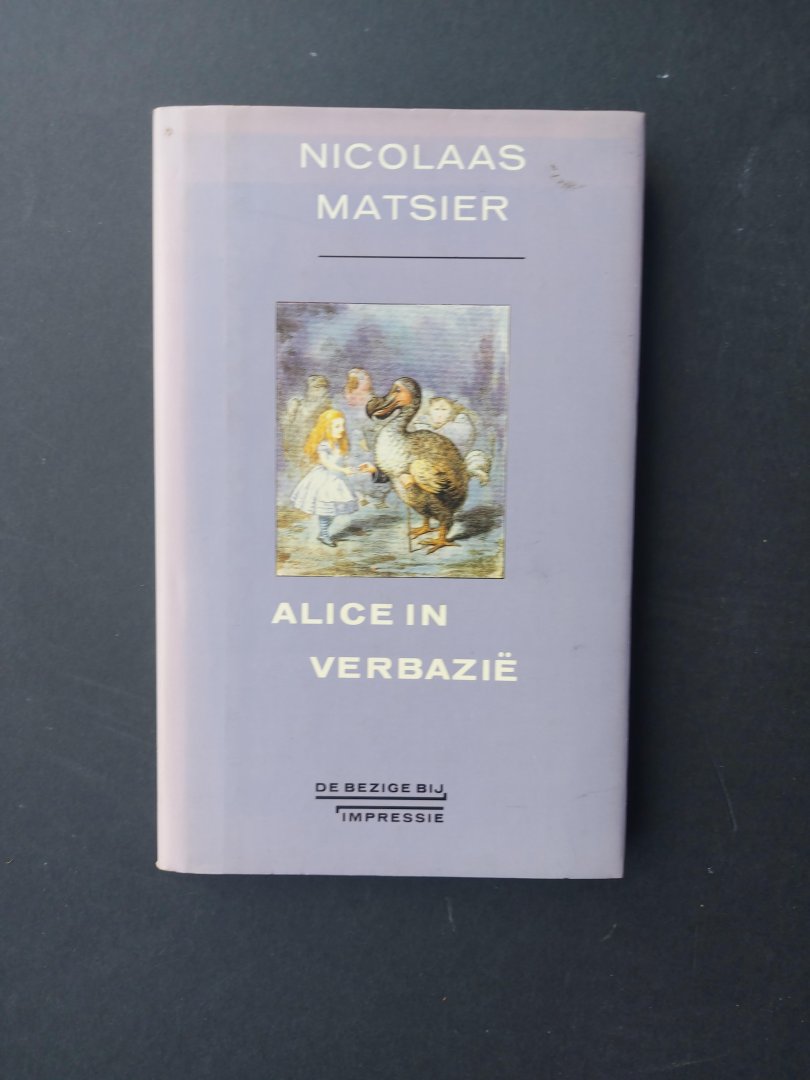 NICOLAAS
MATSIER
ALICE IN
VERBAZIË
DE BEZIGE BIJ
IMPRESSIE